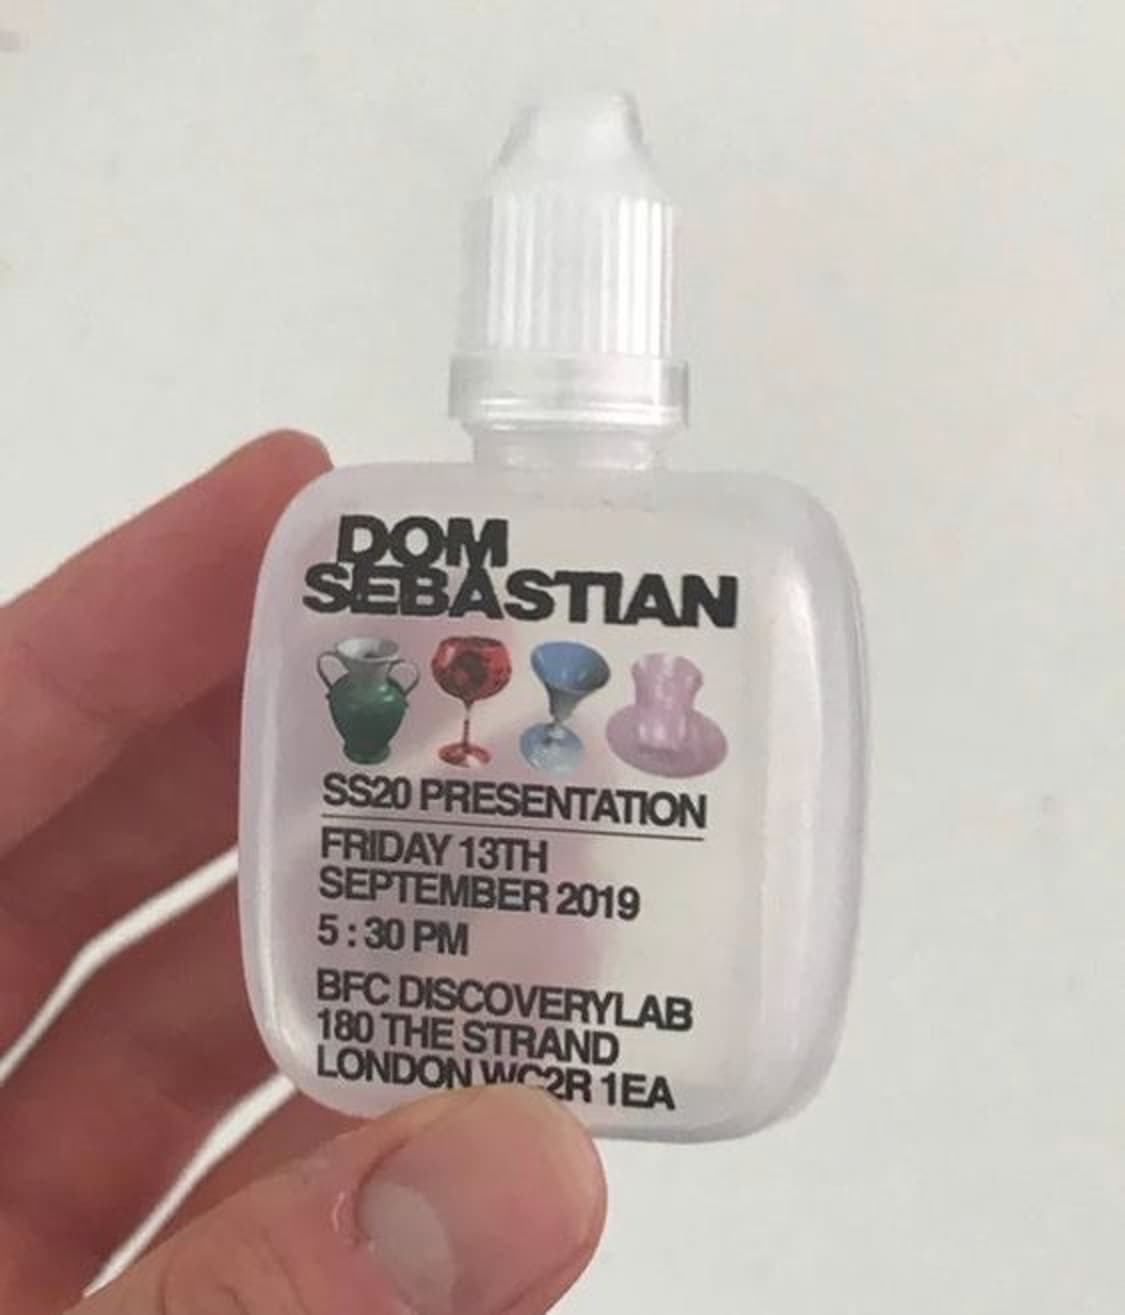 DOM
SEBASTIAN
SS20 PRESENTATION
FRIDAY 13TH
SEPTEMBER 2019
5 : 30 PM
BFC DISCOVERYLAB
180 THE STRAND
LONDON WC2R 1EA